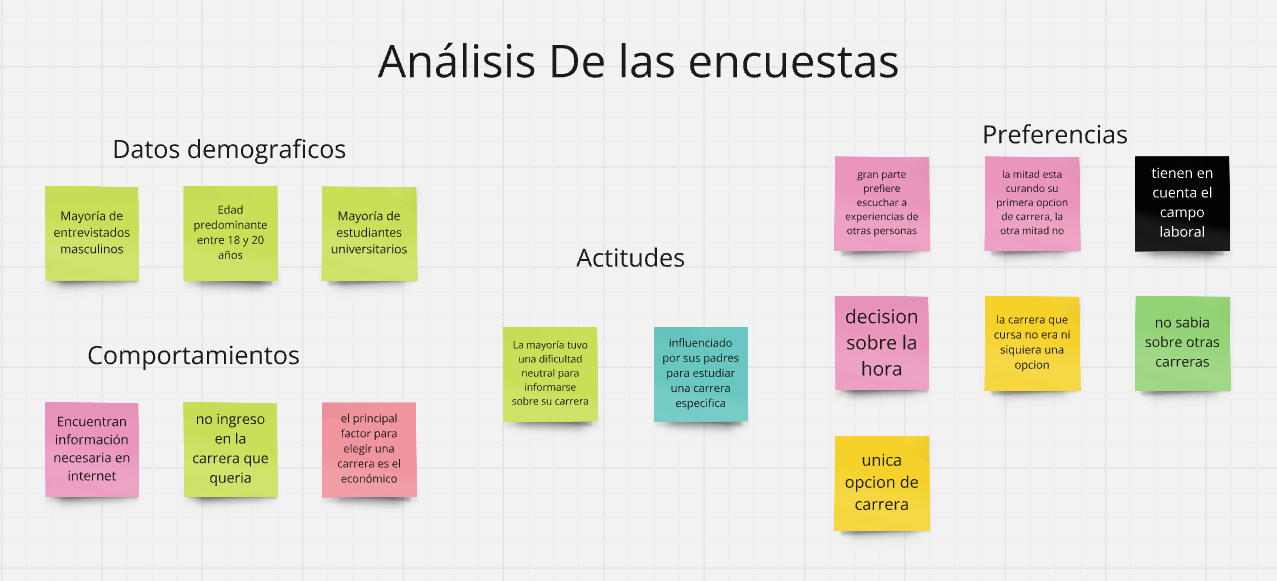 Análisis De las encuestas
Datos demograficos
Mayoría de
entrevistados
masculinos
Edad
predominante
entre 18 y 20
años
Mayoría de
estudiantes
universitarios
Comportamientos
Encuentran
información
necesaria en
internet
no ingreso
en la
carrera que
queria
el principal
factor para
elegir una
carrera es el
económico
Actitudes
La mayoría tuvo
una dificultad
neutral para
informarse
sobre su carrera
influenciado
por sus padres
para estudiar
una carrera
especifica
Preferencias
gran parte
prefiere
escuchar a
experiencias de
otras personas
la mitad esta
curando su
primera opcion
de carrera, la
otra mitad no
tienen en
cuenta el
campo
laboral
decision
sobre la
hora
la carrera que
cursa no era ni
siquiera una
opcion
no sabia
sobre otras
carreras
unica
opcion de
carrera